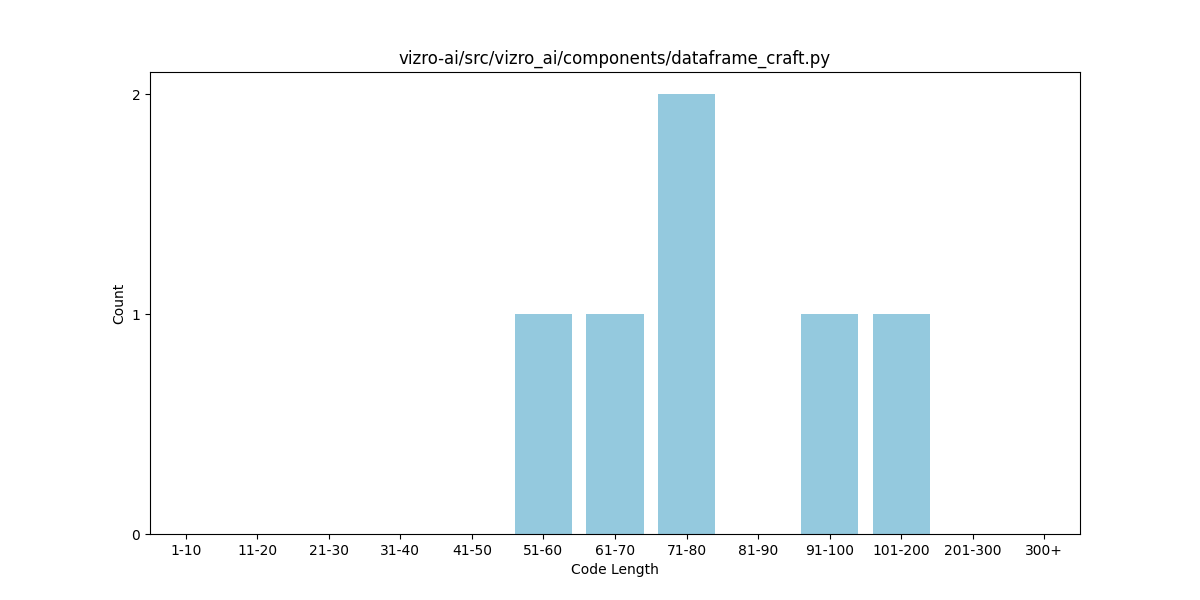 vizro-ai/src/vizro_ai/components/dataframe_craft.py
2
1
0
Count
1-10 11-20 21-30 31-40 41-50 51-60 61-70 71-80 81-90 91-100 101-200 201-300 300+
Code Length